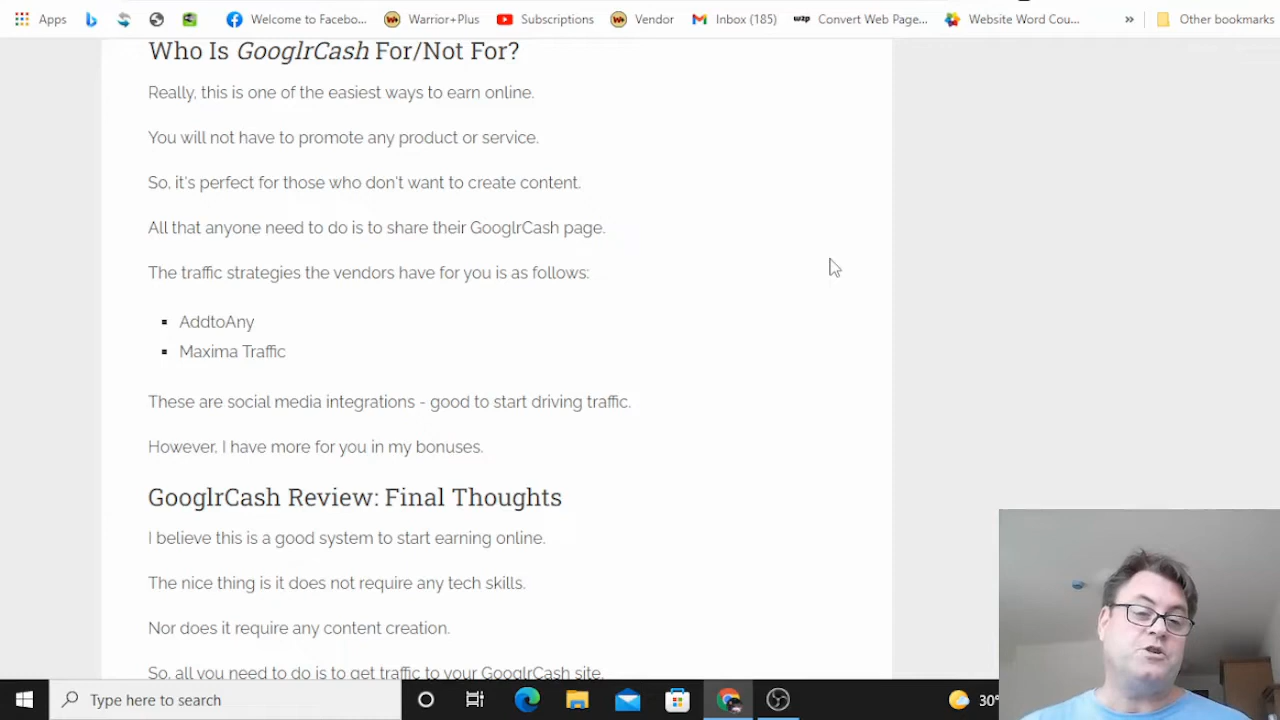 Apps
Welcome to Facebo...
Warrior+Plus
Subscriptions
Vendor
Inbox (185)
wzp
Convert Web Page...
Website Word Cou...
»
Other bookmarks
Who Is GooglrCash For/Not For?
Really, this is one of the easiest ways to earn online.
You will not have to promote any product or service.
So, it's perfect for those who don't want to create content.
All that anyone need to do is to share their GooglrCash page.
The traffic strategies the vendors have for you is as follows:
AddtoAny
Maxima Traffic
These are social media integrations - good to start driving traffic.
However, I have more for you in my bonuses.
GooglrCash Review: Final Thoughts
I believe this is a good system to start earning online.
The nice thing is it does not require any tech skills.
Nor does it require any content creation.
So, all you need to do is to get traffic to your GooglrCash site.
Type here to search
30°